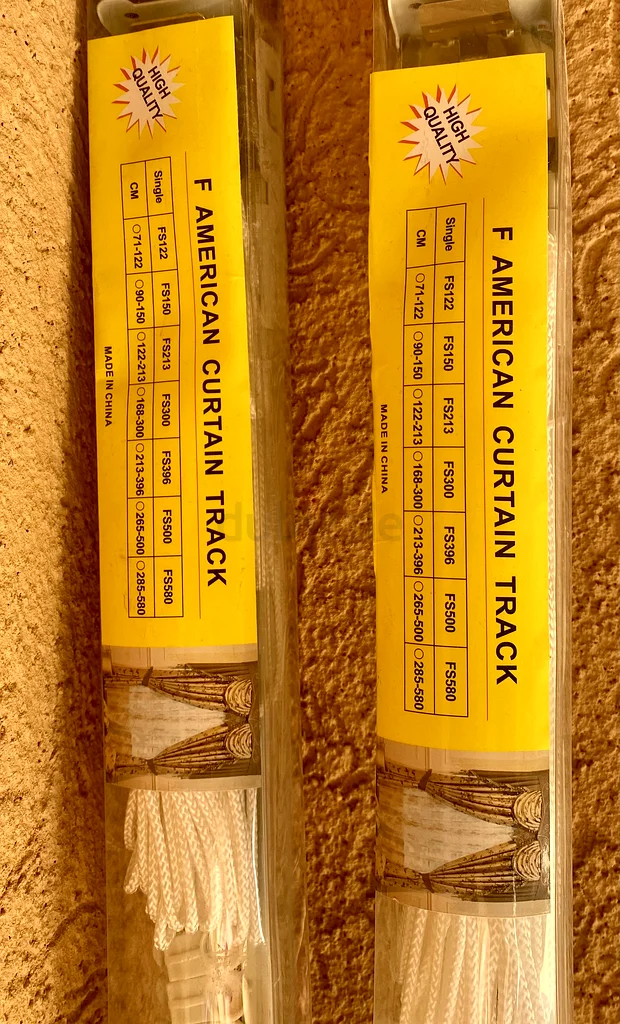 HIGH
QUALITY
F AMERICAN CURTAIN TRACK
Single FS122 FS150 FS213 FS300 FS396 FS500 FS580
CM 71-122 90-150 122-213 168-300 213-396 265-500 285-580
MADE IN CHINA
HIGH
QUALITY
F AMERICAN CURTAIN TRACK
Single FS122 FS150 FS213 FS300 FS396 FS500 FS580
CM 71-122 90-150 122-213 168-300 213-396 265-500 285-580
MADE IN CHINA